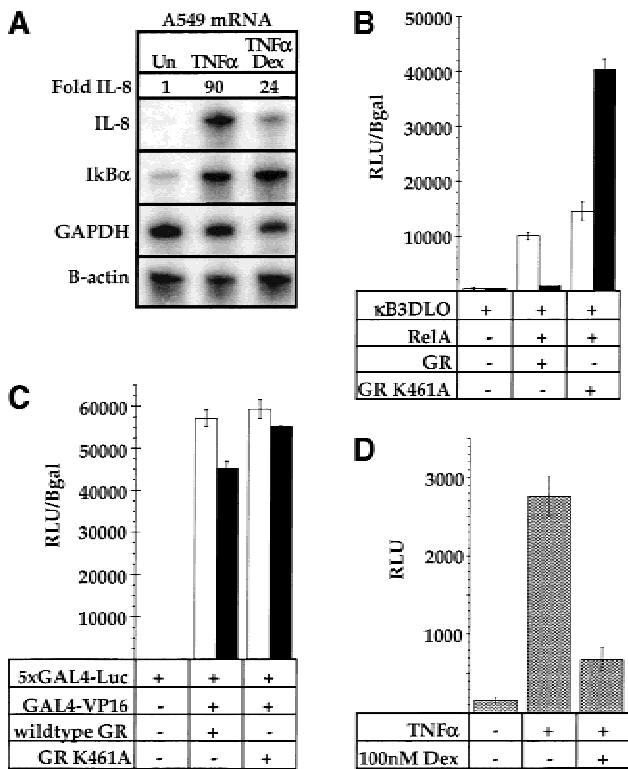 A
A549 mRNA
Un TNFα TNFα Dex
Fold IL-8 1 90 24
IL-8
IkBα
GAPDH
B-actin
B
RLU/Bgal
50000
40000
30000
20000
10000
κB3DLO + + +
RelA - + +
GR - + -
GR K461A - - +
C
RLU/Bgal
60000
50000
40000
30000
20000
10000
5xGAL4-Luc + + +
GAL4-VP16 - + +
wildtype GR - + -
GR K461A - - +
D
RLU
3000
2000
1000
TNFα - + +
100nM Dex - - +